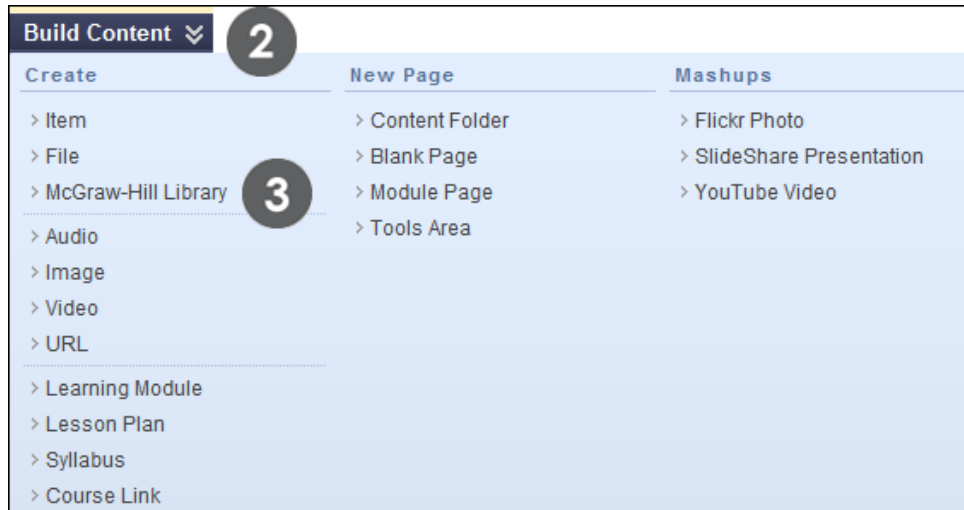 Build Content
2
Create
Item
File
McGraw-Hill Library
3
Audio
Image
Video
URL
Learning Module
Lesson Plan
Syllabus
Course Link
New Page
Content Folder
Blank Page
Module Page
Tools Area
Mashups
Flickr Photo
SlideShare Presentation
YouTube Video